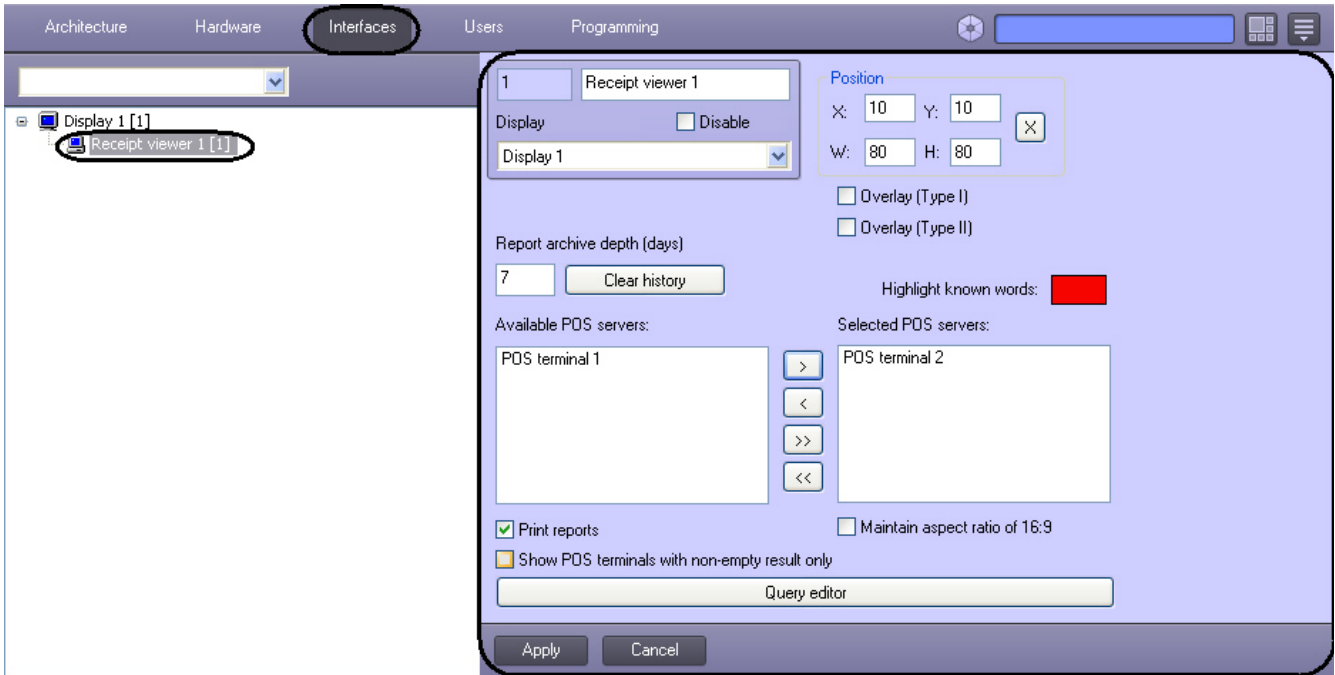 Architecture Hardware Interfaces Users Programming
Display 1 [1]
Receipt viewer 1 [1]
1 Receipt viewer 1
Display Disable
Display 1
Position
X: 10 Y: 10 X
W: 80 H: 80
Overlay (Type I)
Overlay (Type II)
Report archive depth (days)
7 Clear history
Highlight known words:
Available POS servers: Selected POS servers:
POS terminal 1 > POS terminal 2
<
>>
<<
Print reports Maintain aspect ratio of 16:9
Show POS terminals with non-empty result only
Query editor
Apply Cancel